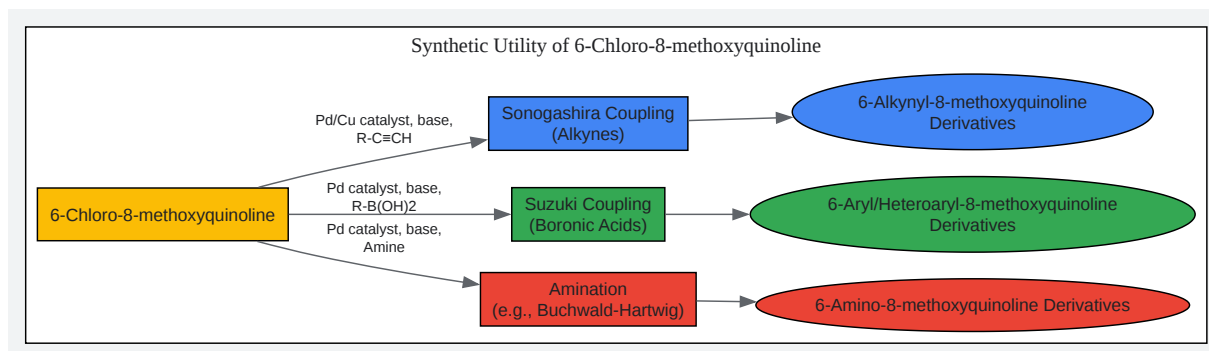 Synthetic Utility of 6-Chloro-8-methoxyquinoline
6-Chloro-8-methoxyquinoline
Pd/Cu catalyst, base,
R-C≡CH
Sonogashira Coupling
(Alkynes)
6-Alkynyl-8-methoxyquinoline
Derivatives
Pd catalyst, base,
R-B(OH)2
Suzuki Coupling
(Boronic Acids)
6-Aryl/Heteroaryl-8-methoxyquinoline
Derivatives
Pd catalyst, base,
Amine
Amination
(e.g., Buchwald-Hartwig)
6-Amino-8-methoxyquinoline Derivatives